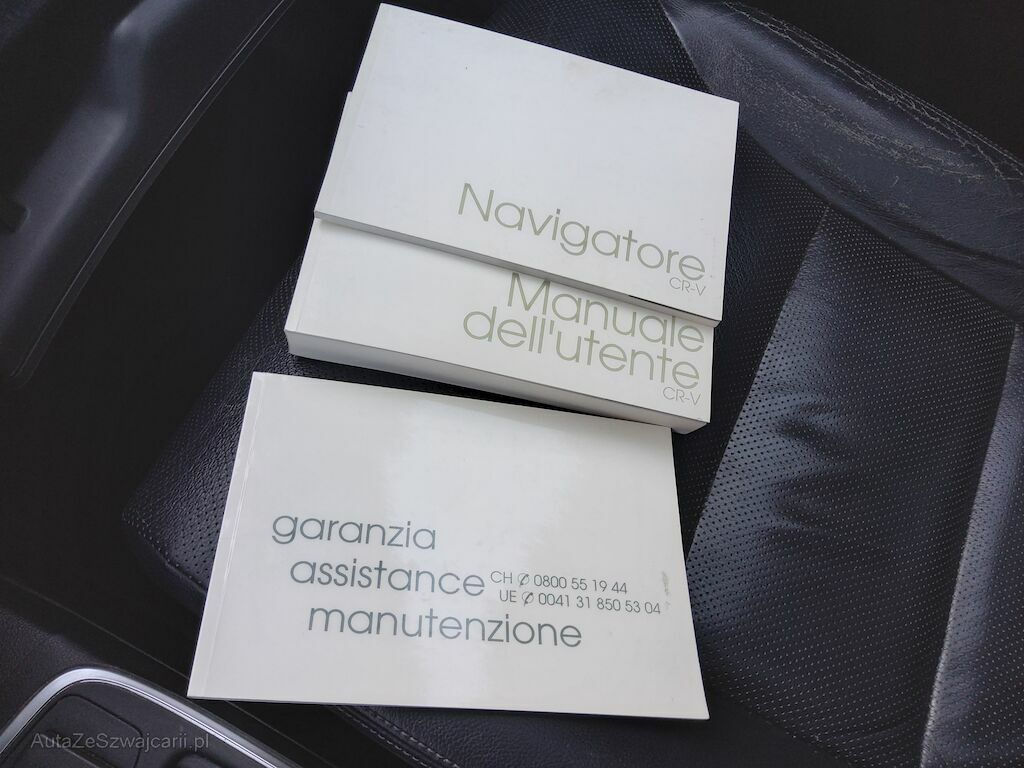 Navigatore
CR-V
Manuale
dell'utente
CR-V
garanzia
assistance
CH ✆ 0800 55 19 44
UE ✆ 0041 31 850 53 04
manutenzione
AutaZeSzwajcarii.pl